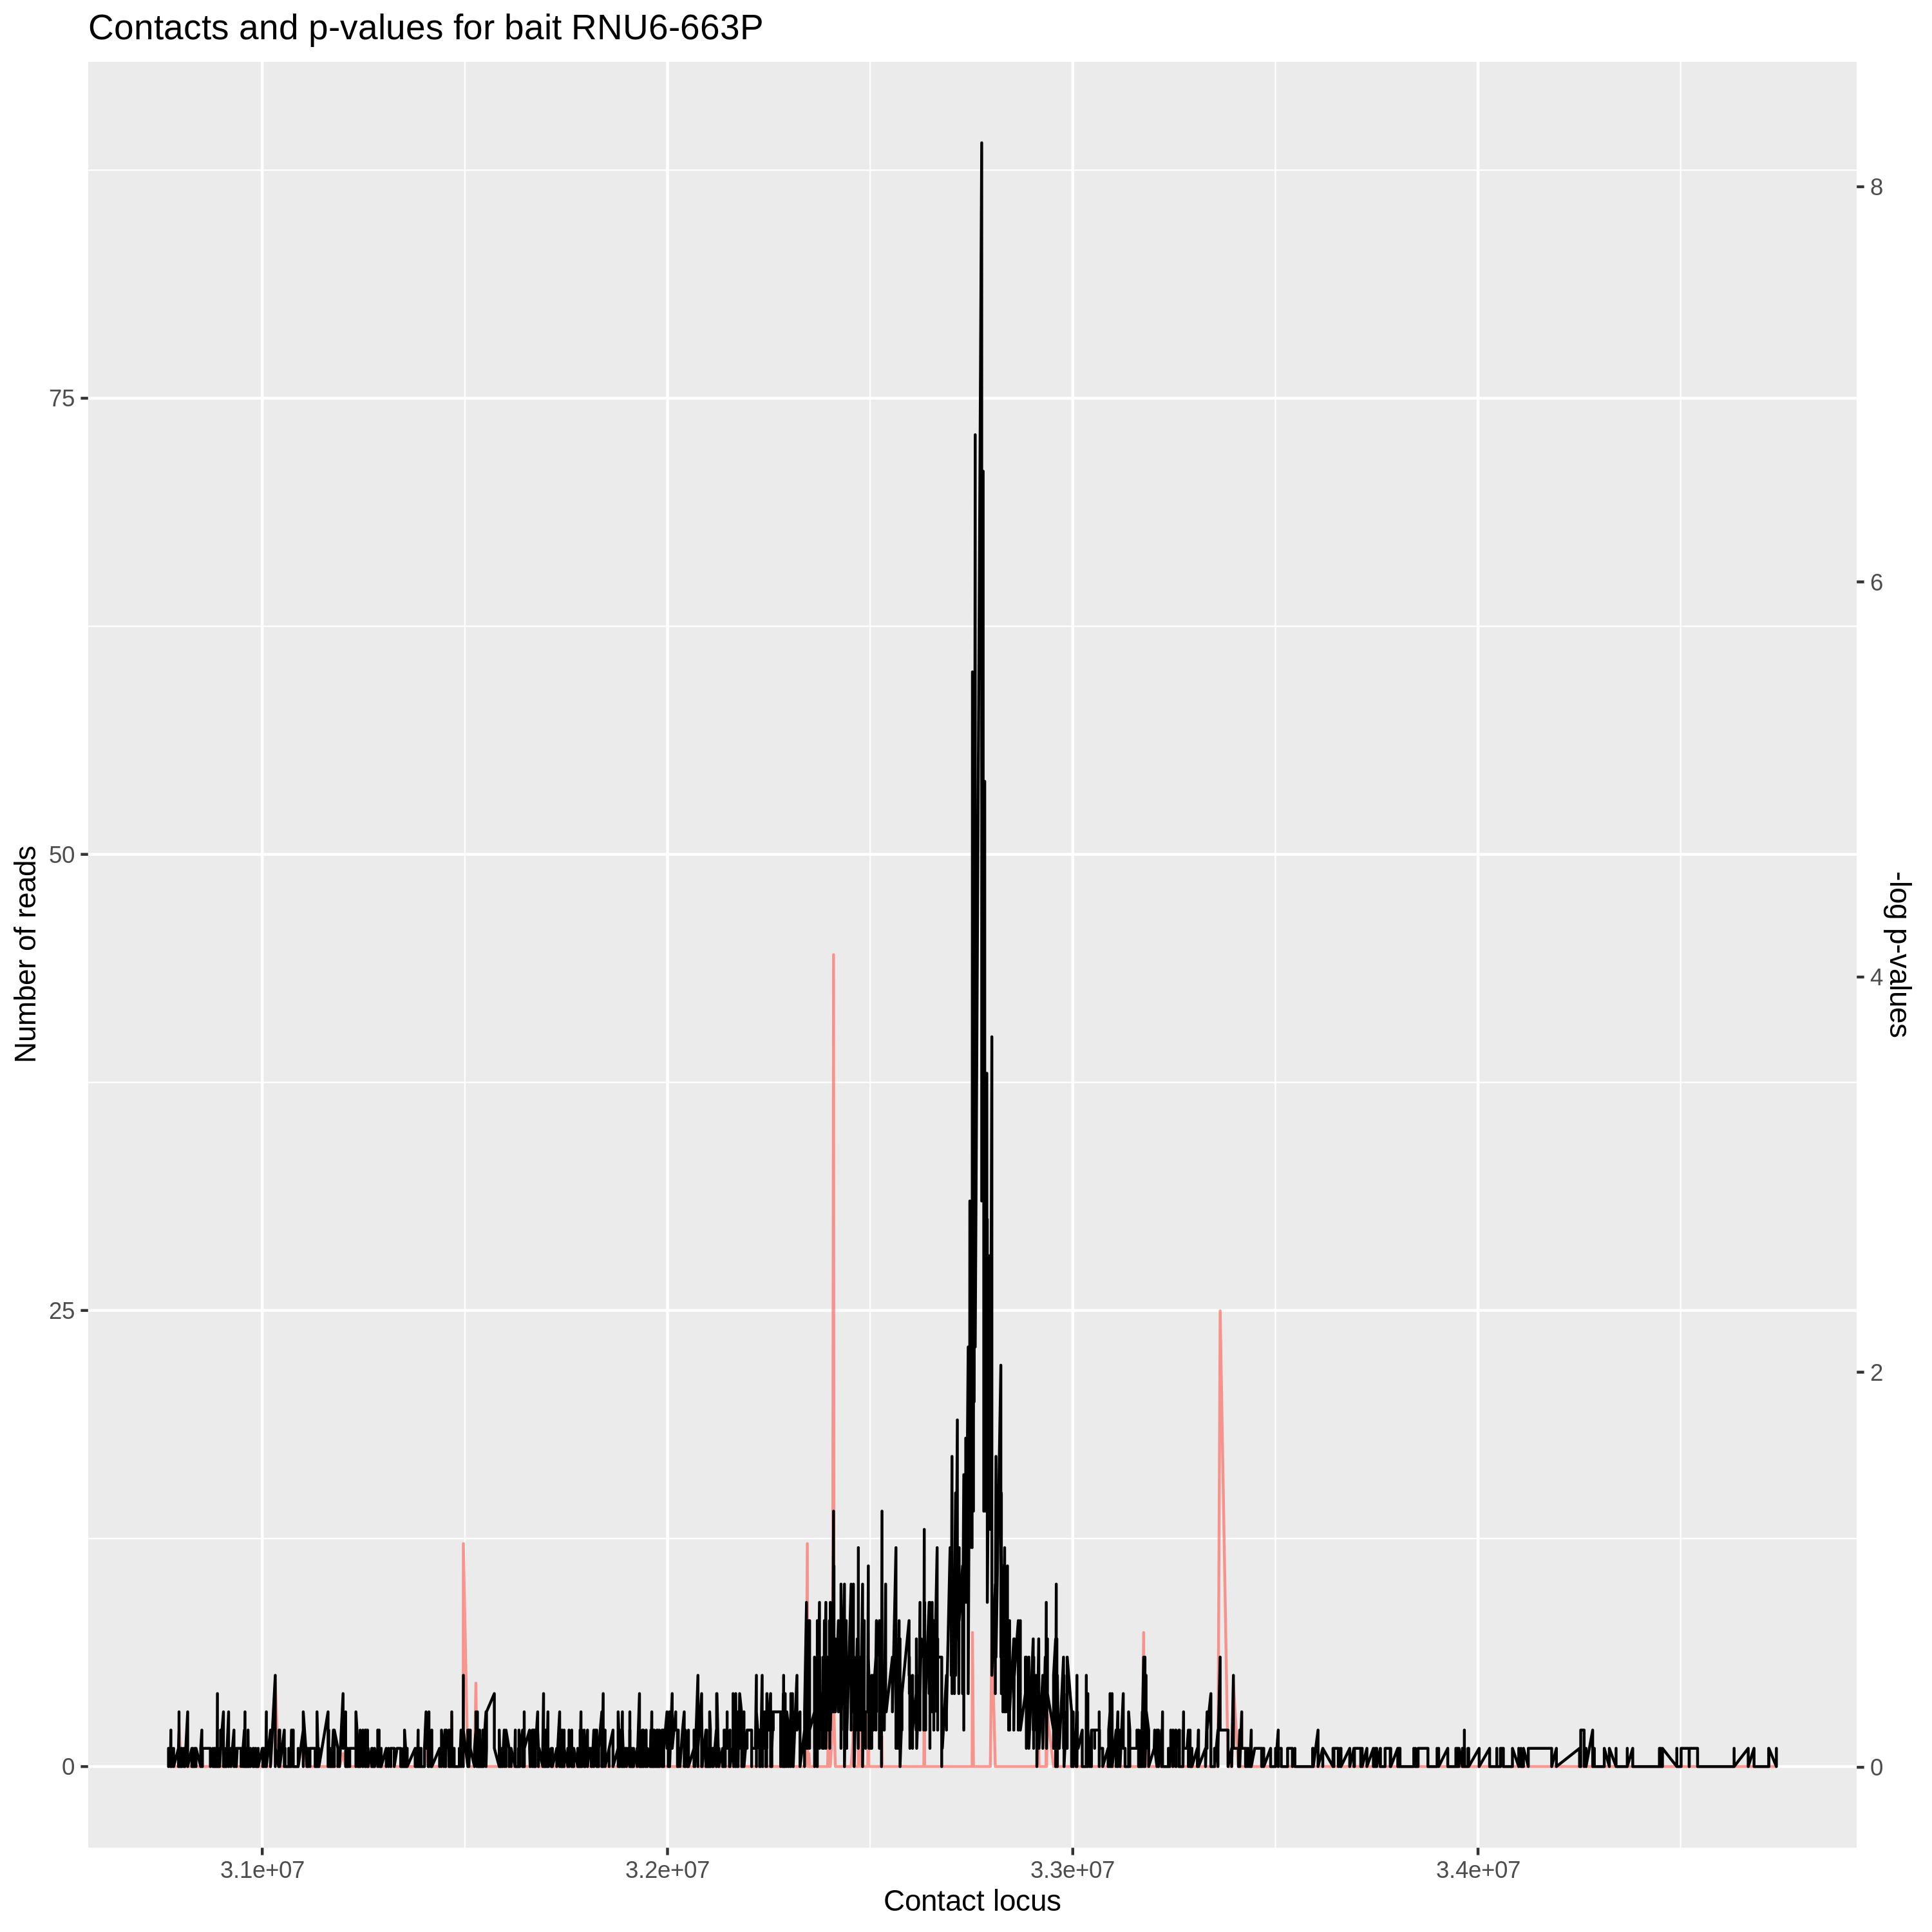 Contacts and p-values for bait RNU6-663P
Number of reads
75
50
25
0
8
6
4
2
0
-log p-values
3.1e+07 3.2e+07 3.3e+07 3.4e+07
Contact locus